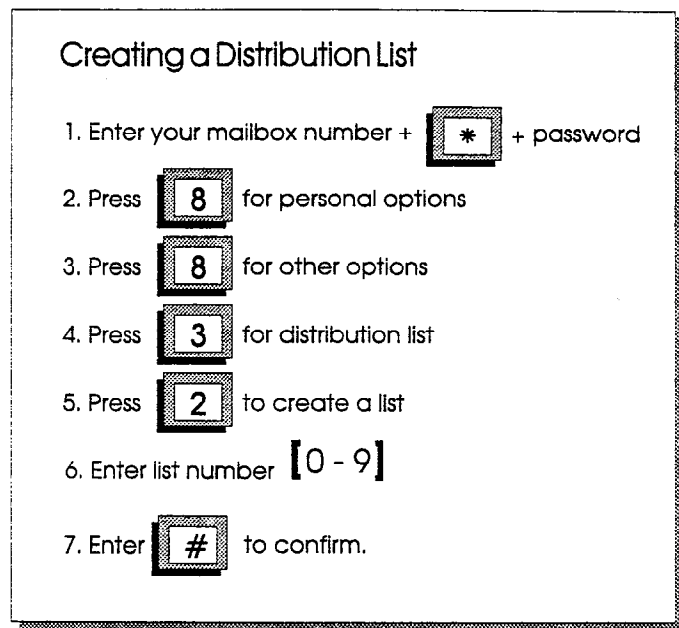 Creating a Distribution List
1. Enter your mailbox number + * + password
2. Press 8 for personal options
3. Press 8 for other options
4. Press 3 for distribution list
5. Press 2 to create a list
6. Enter list number [0 - 9]
7. Enter # to confirm.